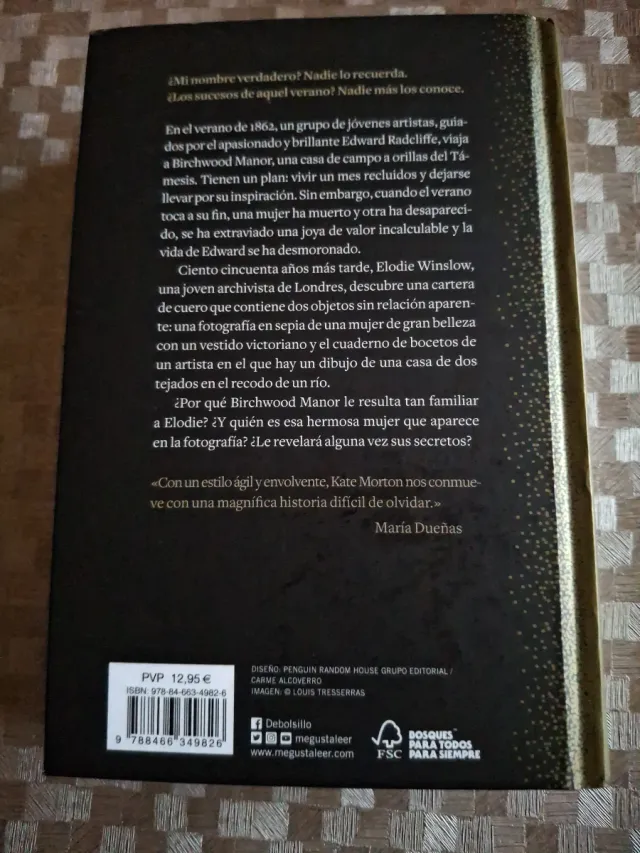 ¿Mi nombre verdadero? Nadie lo recuerda.
¿Los sucesos de aquel verano? Nadie más los conoce.
En el verano de 1862, un grupo de jóvenes artistas, guia-
dos por el apasionado y brillante Edward Radcliffe, viaja
a Birchwood Manor, una casa de campo a orillas del Tá-
mesis. Tienen un plan: vivir un mes recluidos y dejarse
llevar por su inspiración. Sin embargo, cuando el verano
toca a su fin, una mujer ha muerto y otra ha desapareci-
do, se ha extraviado una joya de valor incalculable y la
vida de Edward se ha desmoronado.
Ciento cincuenta años más tarde, Elodie Winslow,
una joven archivista de Londres, descubre una cartera
de cuero que contiene dos objetos sin relación aparen-
te: una fotografía en sepia de una mujer de gran belleza
con un vestido victoriano y el cuaderno de bocetos de
un artista en el que hay un dibujo de una casa de dos
tejados en el recodo de un río.
¿Por qué Birchwood Manor le resulta tan familiar
a Elodie? ¿Y quién es esa hermosa mujer que aparece
en la fotografía? ¿Le revelará alguna vez sus secretos?
«Con un estilo ágil y envolvente, Kate Morton nos conmue-
ve con una magnífica historia difícil de olvidar.»
María Dueñas
PVP 12,95 €
ISBN: 978-84-663-4982-6
9 788466 349826
DISEÑO: PENGUIN RANDOM HOUSE GRUPO EDITORIAL /
CARME ALCOVERRO
IMAGEN: © LOUIS TRESSERRAS
Debolsillo
megustaleer
www.megustaleer.com
FSC
BOSQUES
PARA TODOS
PARA SIEMPRE